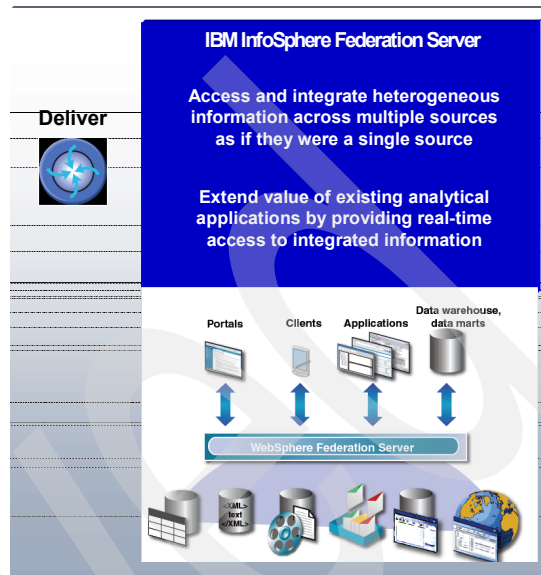 IBM InfoSphere Federation Server
Access and integrate heterogeneous
information across multiple sources
as if they were a single source
Deliver
Extend value of existing analytical
applications by providing real-time
access to integrated information
Portals
Clients
Applications
Data warehouse,
data marts
WebSphere Federation Server
<XML>
text
</XML>